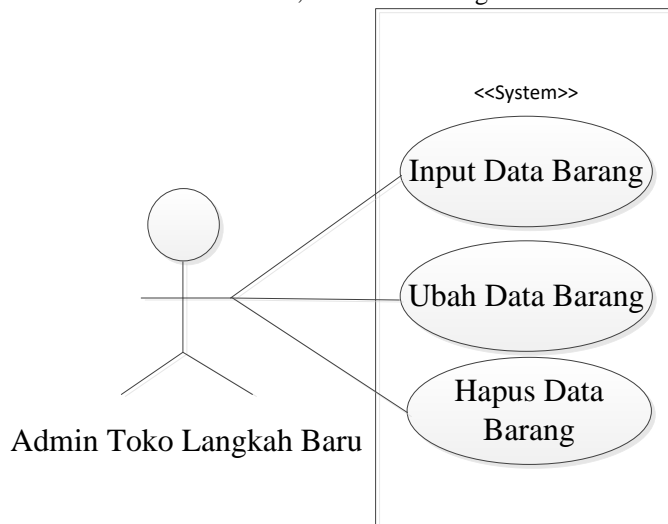 <<System>>
Input Data Barang
Ubah Data Barang
Hapus Data
Barang
Admin Toko Langkah Baru